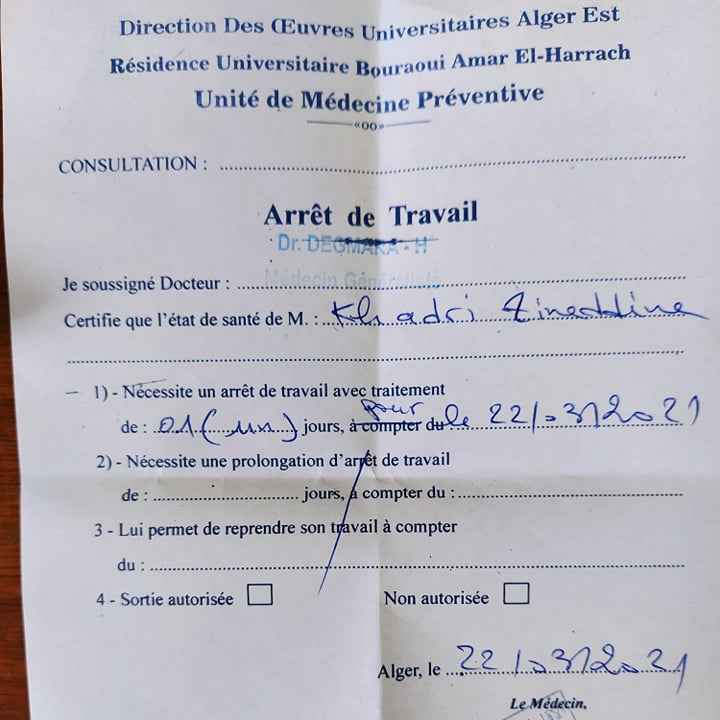 Direction Des Œuvres Universitaires Alger Est
Résidence Universitaire Bouraoui Amar El-Harrach
Unité de Médecine Préventive
«oo»
CONSULTATION : ....................
Arrêt de Travail
Dr. DEGMARA - H
Médecin Généraliste
Je soussigné Docteur : ....................
Certifie que l'état de santé de M. : Khadri Zineddine
1) - Nécessite un arrêt de travail avec traitement
pour
de : 01 (un) jours, à compter du le 22/03/2021
2) - Nécessite une prolongation d'arrêt de travail
de : .................... jours, à compter du : ....................
3 - Lui permet de reprendre son travail à compter
du : ....................
4 - Sortie autorisée Non autorisée
Alger, le 22/03/2021
Le Médecin,